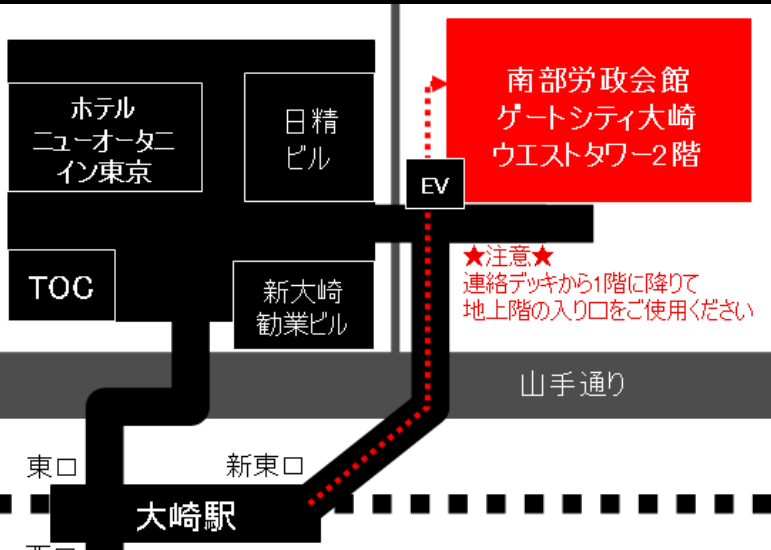 南部労政会館
ゲートシティ大崎
ウエストタワー2階
ホテル
ニューオータニ
イン東京
日精
ビル
EV
★注意★
連絡デッキから1階に降りて
地上階の入り口をご使用ください
TOC
新大崎
勧業ビル
山手通り
東口
新東口
大崎駅
西口